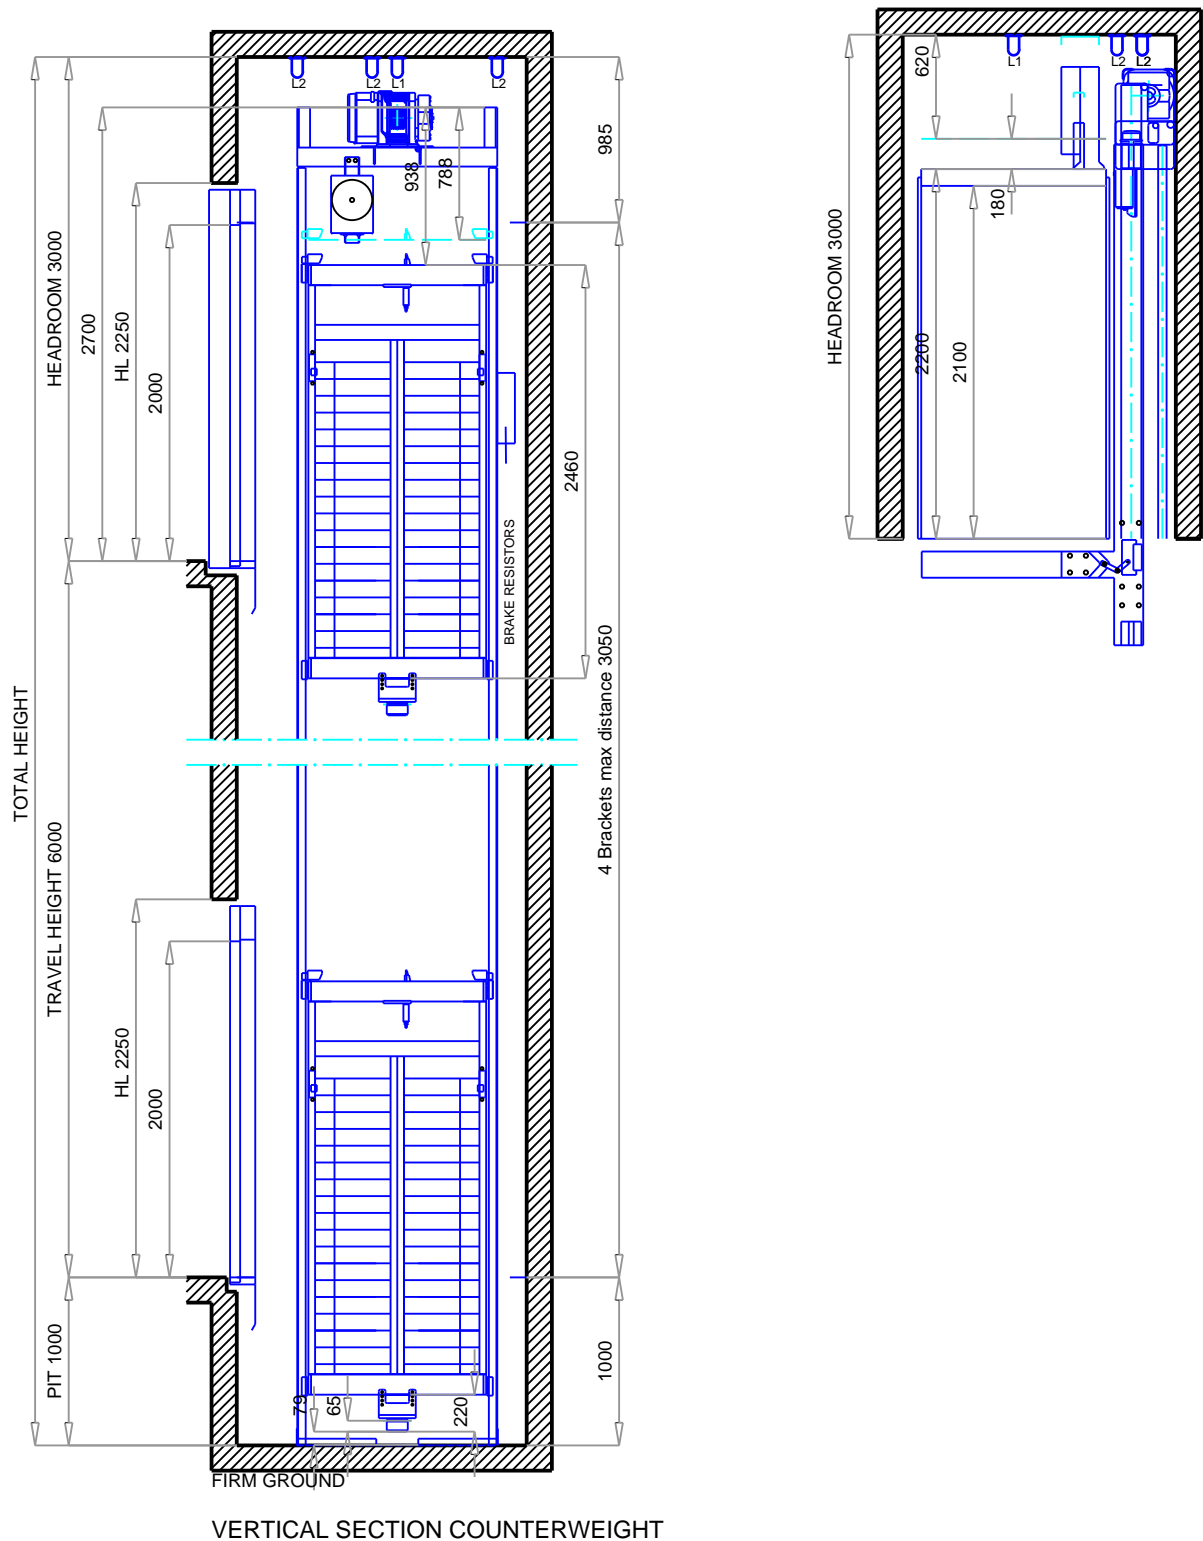 L2
L2
L1
L2
985
938
788
HEADROOM 3000
2700
HL 2250
2000
2460
BRAKE RESISTORS
4 Brackets max distance 3050
TOTAL HEIGHT
TRAVEL HEIGHT 6000
HL 2250
2000
PIT 1000
1000
79
65
220
FIRM GROUND
VERTICAL SECTION COUNTERWEIGHT
L1
L2
L2
620
180
HEADROOM 3000
2200
2100